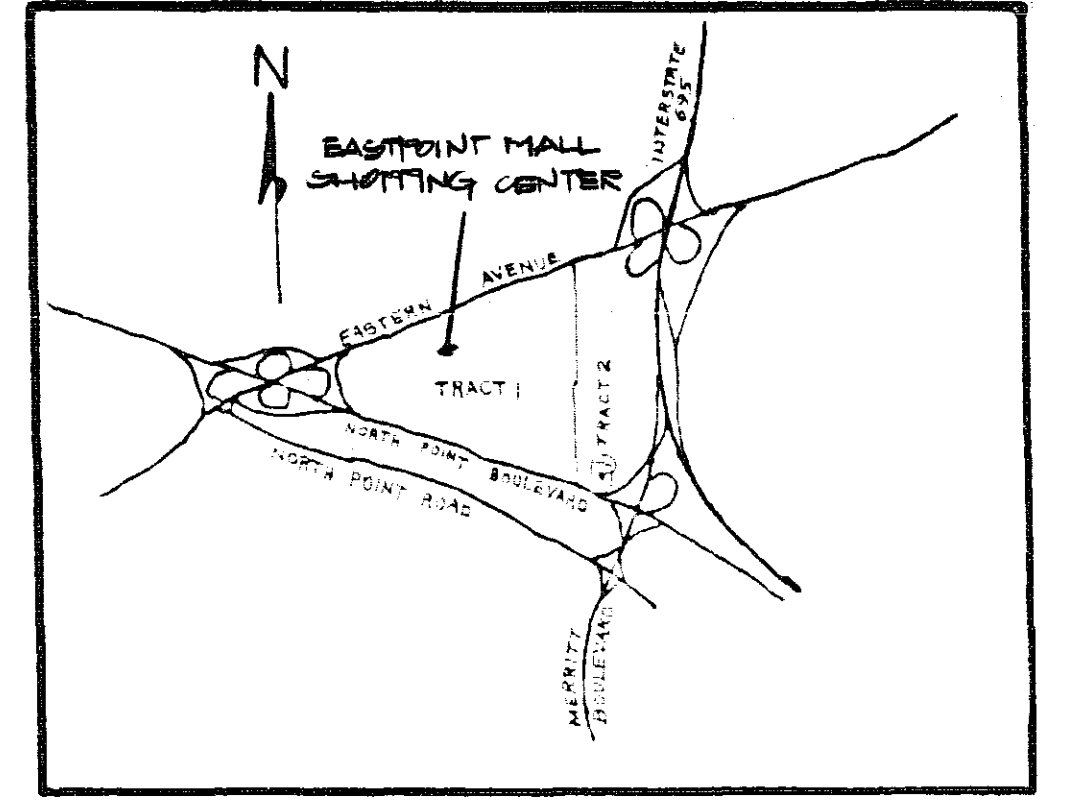 N
INTERSTATE
695
EASTPOINT MALL
SHOPPING CENTER
EASTERN AVENUE
TRACT 1
TRACT 2
NORTH POINT BOULEVARD
NORTH POINT ROAD
MERRITT
BOULEVARD